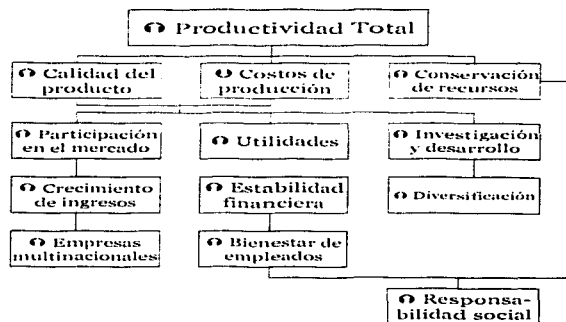 Productividad Total
Calidad del
producto
Costos de
producción
Conservación
de recursos
Participación
en el mercado
Utilidades
Investigación
y desarrollo
Crecimiento
de ingresos
Estabilidad
financiera
Diversificación
Empresas
multinacionales
Bienestar de
empleados
Responsa-
bilidad social